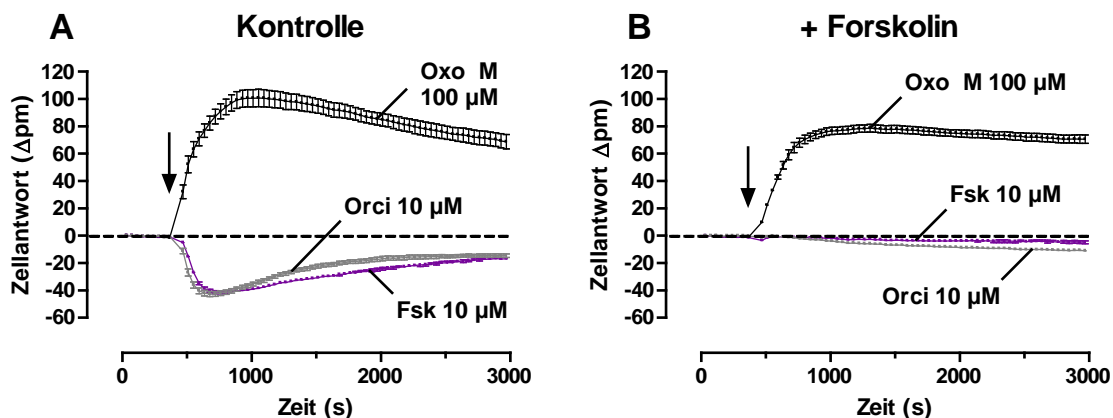 A
Kontrolle
Zellantwort (Δpm)
120
100
80
60
40
20
0
-20
-40
-60
Oxo M
100 µM
Orci 10 µM
Fsk 10 µM
0
1000
2000
3000
Zeit (s)
B
+ Forskolin
Zellantwort Δpm)
120
100
80
60
40
20
0
-20
-40
-60
Oxo M 100 µM
Fsk 10 µM
Orci 10 µM
0
1000
2000
3000
Zeit (s)